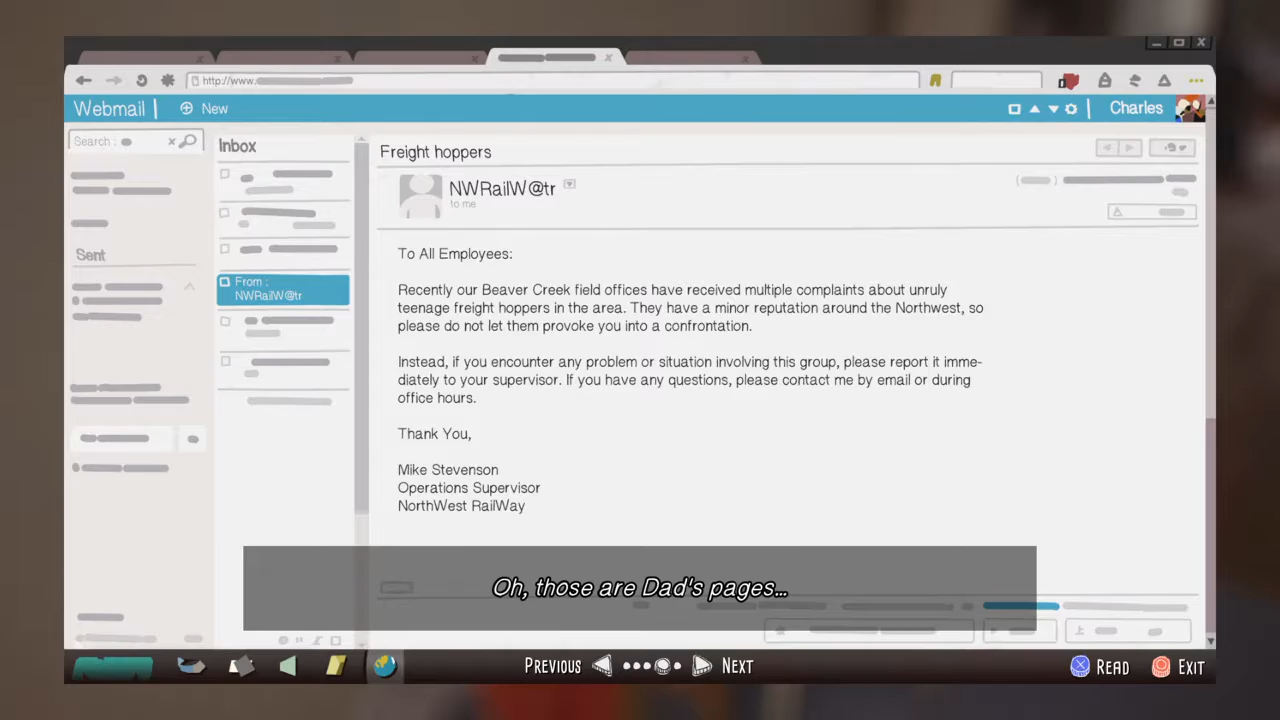 http://www.
Webmail | New
Charles
Search :
Inbox
Freight hoppers
NWRailW@tr
to me
Sent
From :
NWRailW@tr
To All Employees:
Recently our Beaver Creek field offices have received multiple complaints about unruly
teenage freight hoppers in the area. They have a minor reputation around the Northwest, so
please do not let them provoke you into a confrontation.
Instead, if you encounter any problem or situation involving this group, please report it imme-
diately to your supervisor. If you have any questions, please contact me by email or during
office hours.
Thank You,
Mike Stevenson
Operations Supervisor
NorthWest RailWay
Oh, those are Dad's pages...
PREVIOUS
NEXT
READ
EXIT